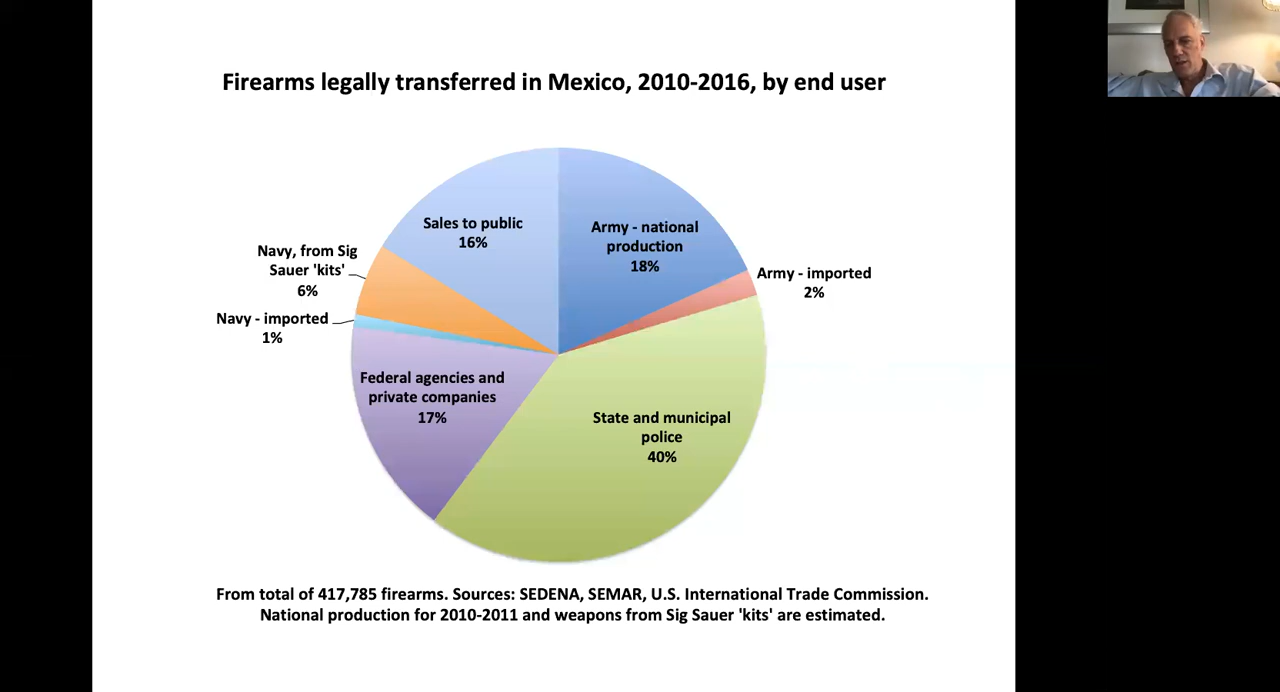 Firearms legally transferred in Mexico, 2010-2016, by end user
Sales to public
16%
Army - national
production
18%
Navy, from Sig
Sauer 'kits'
6%
Army - imported
2%
Navy - imported
1%
Federal agencies and
private companies
17%
State and municipal
police
40%
From total of 417,785 firearms. Sources: SEDENA, SEMAR, U.S. International Trade Commission.
National production for 2010-2011 and weapons from Sig Sauer 'kits' are estimated.